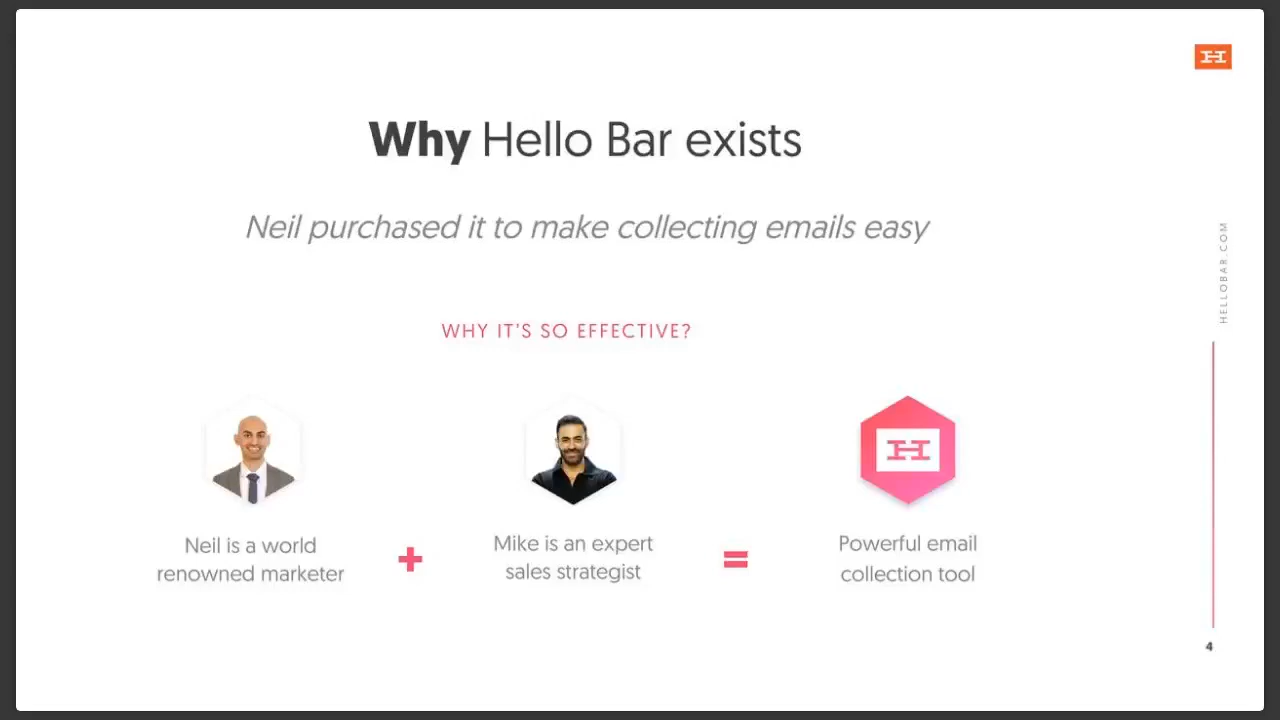 Why Hello Bar exists
Neil purchased it to make collecting emails easy
WHY IT'S SO EFFECTIVE?
Neil is a world
renowned marketer
+
Mike is an expert
sales strategist
=
Powerful email
collection tool
HELLOBAR.COM
4